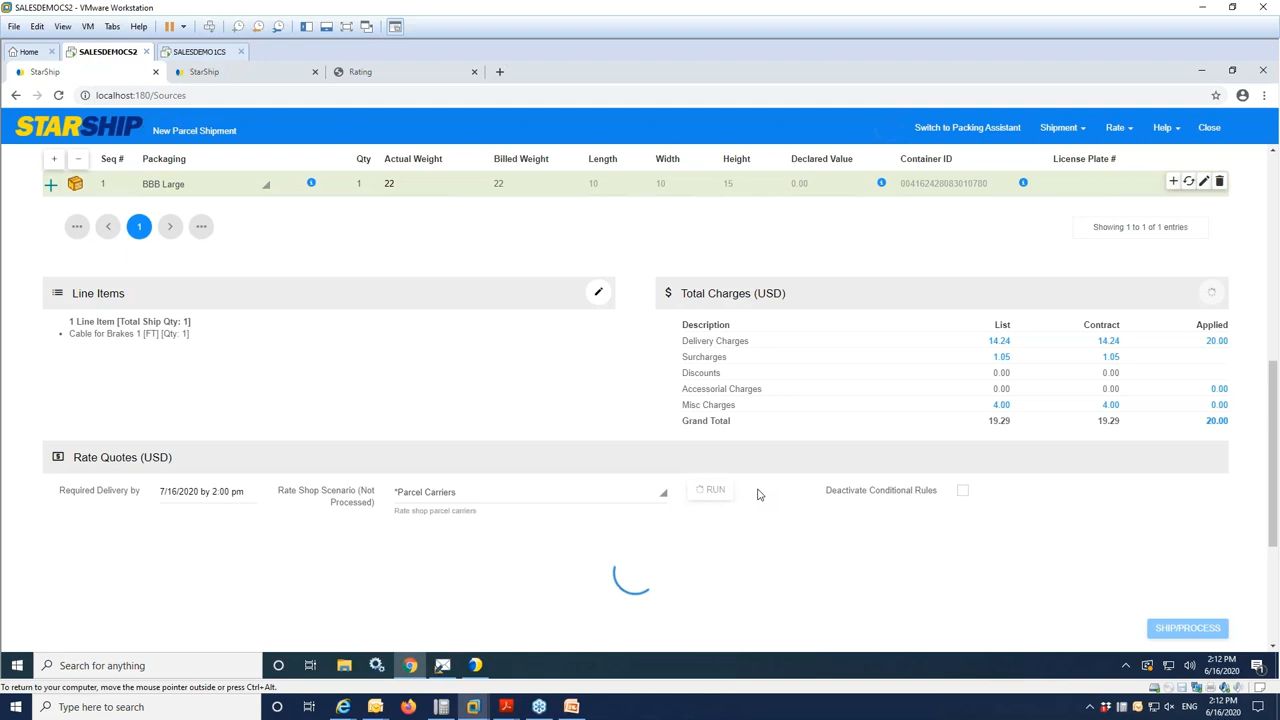 SALESDEMOCS2 - VMware Workstation
File Edit View VM Tabs Help
Home SALESDEMOCS2 SALESDEMO1CS
StarShip StarShip Rating
localhost:180/Sources
STARSHIP New Parcel Shipment Switch to Packing Assistant Shipment Rate Help Close
Seq # Packaging Qty Actual Weight Billed Weight Length Width Height Declared Value Container ID License Plate #
1 BBB Large 1 22 22 10 10 15 0.00 004162428083010780
1 Showing 1 to 1 of 1 entries
Line Items
1 Line Item [Total Ship Qty: 1]
• Cable for Brakes 1 [FT] [Qty: 1]
$ Total Charges (USD)
Description List Contract Applied
Delivery Charges 14.24 14.24 20.00
Surcharges 1.05 1.05
Discounts 0.00 0.00
Accessorial Charges 0.00 0.00 0.00
Misc Charges 4.00 4.00 0.00
Grand Total 19.29 19.29 20.00
Rate Quotes (USD)
Required Delivery by 7/16/2020 by 2:00 pm Rate Shop Scenario (Not Processed) *Parcel Carriers RUN Deactivate Conditional Rules
Rate shop parcel carriers
SHIP/PROCESS
Search for anything
2:12 PM
6/16/2020
To return to your computer, move the mouse pointer outside or press Ctrl+Alt.
Type here to search
ENG
2:12 PM
6/16/2020